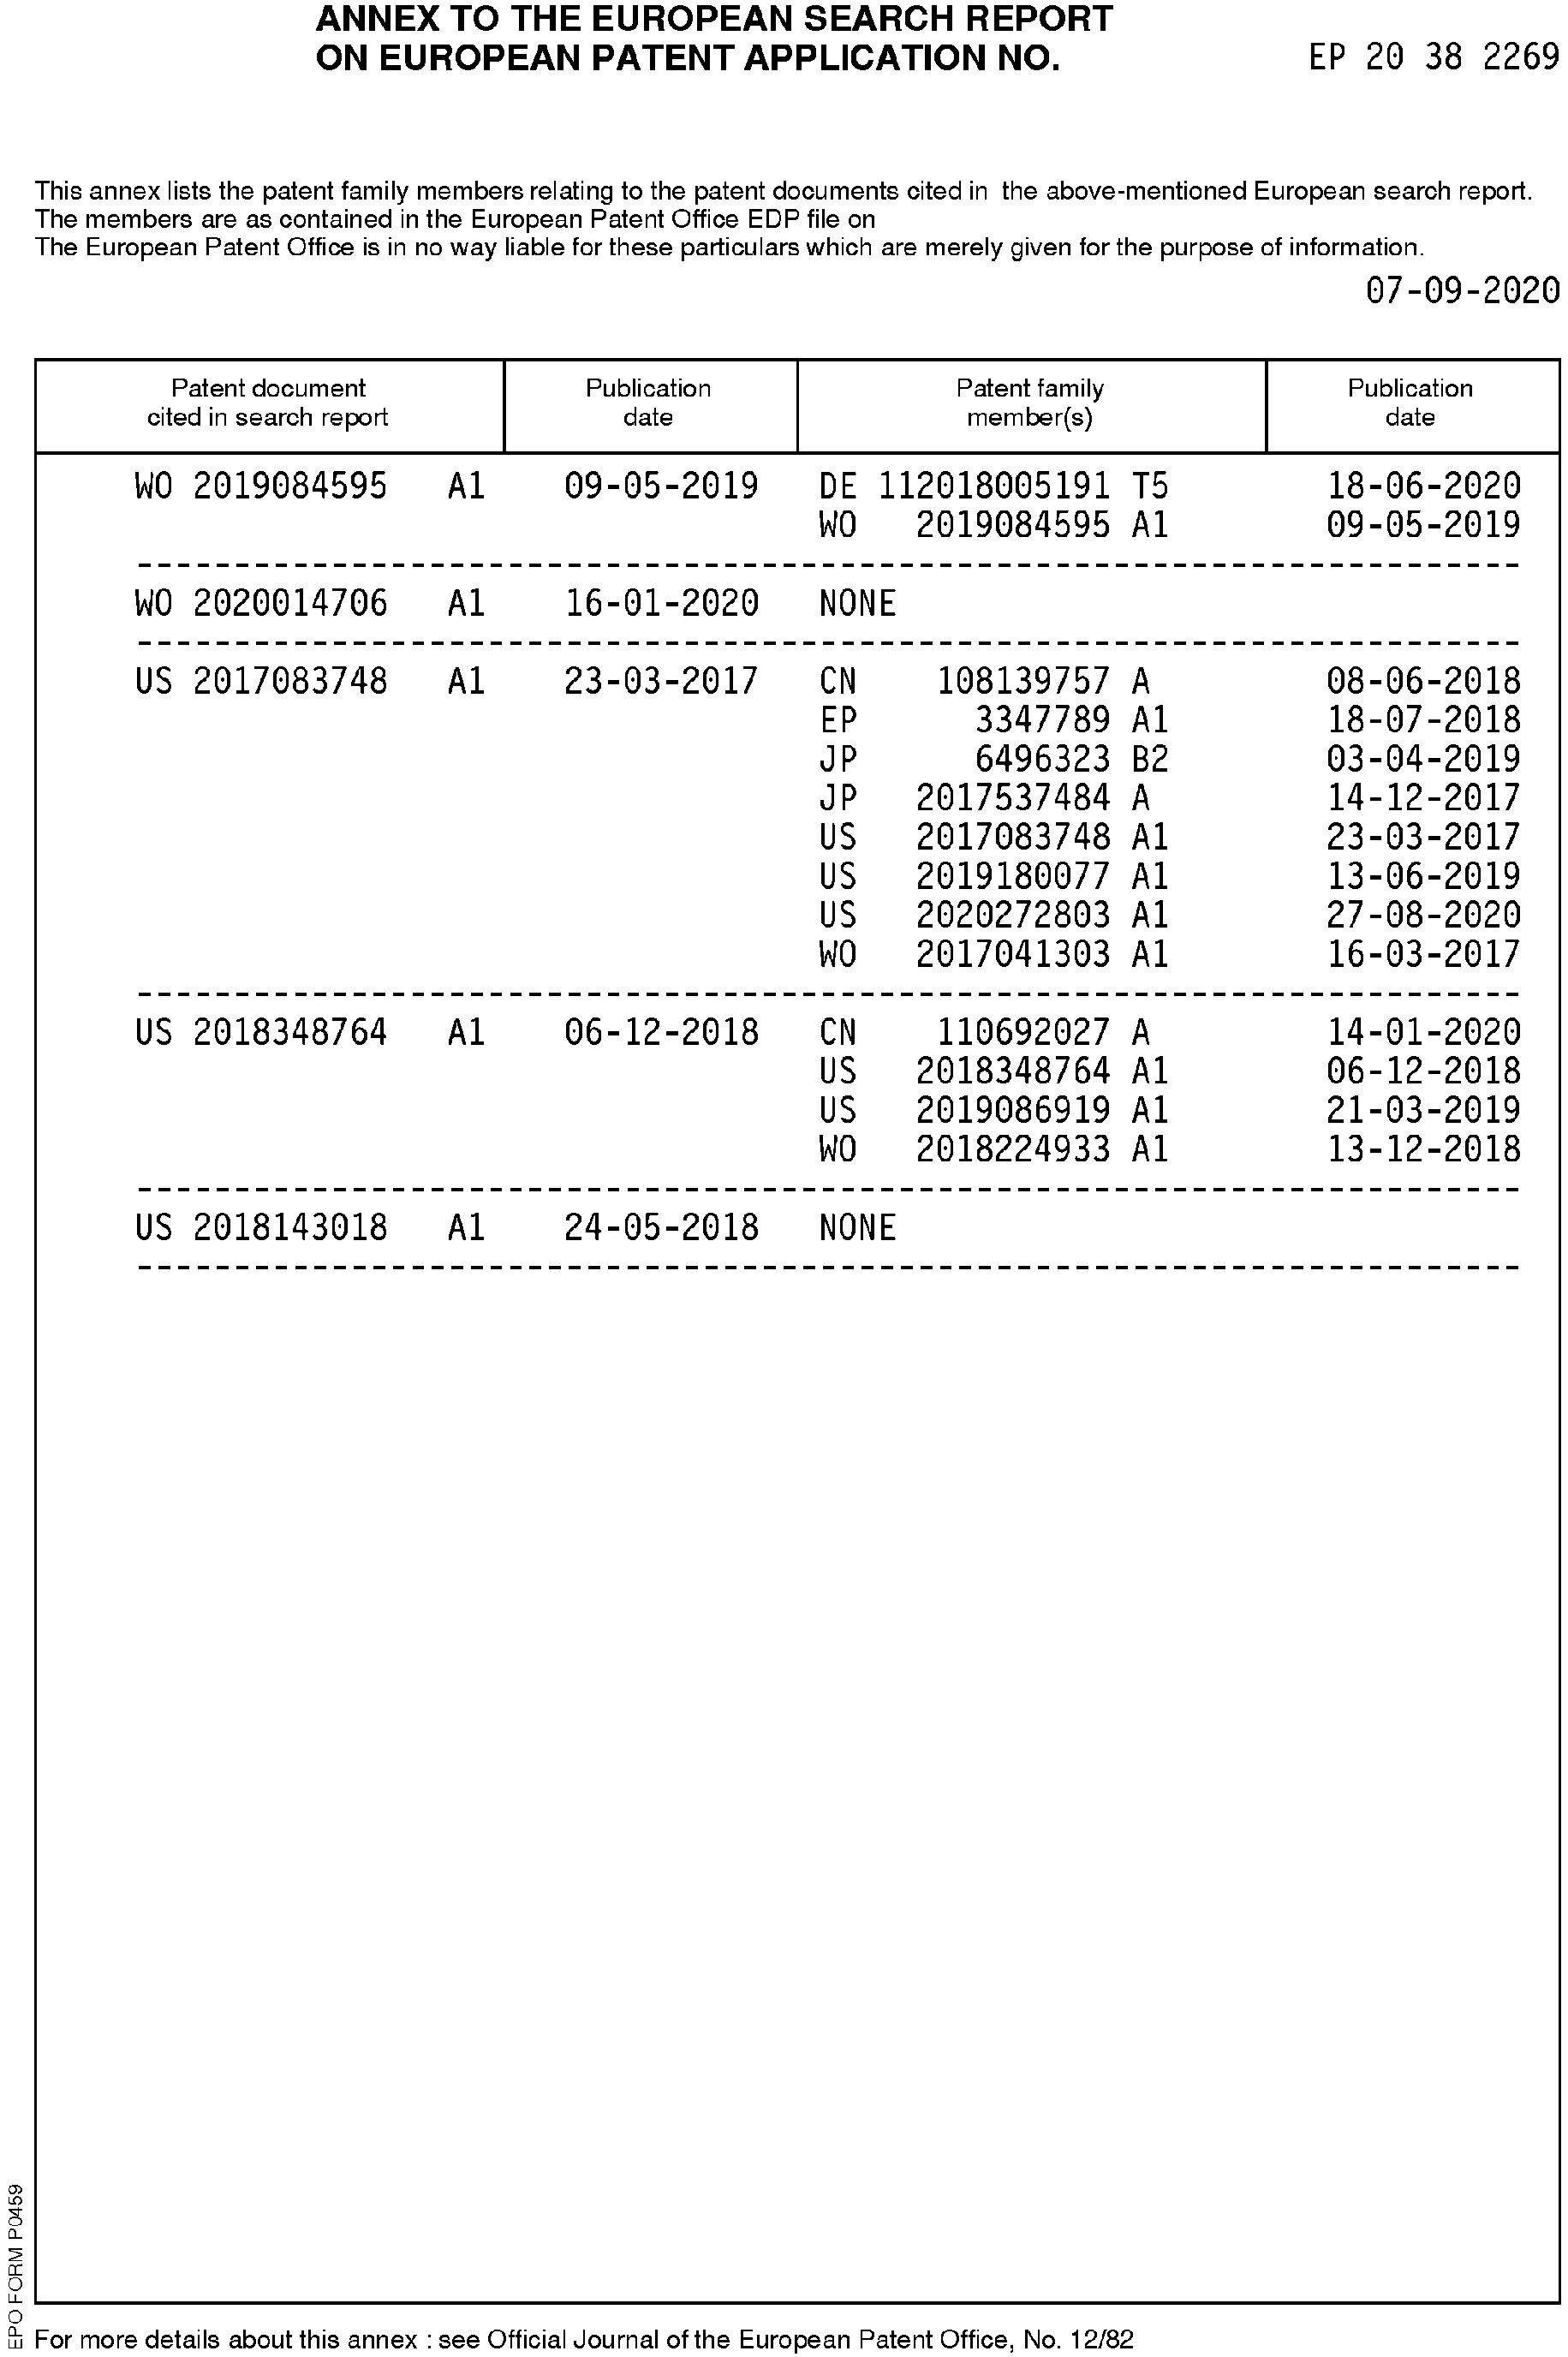 ANNEX TO THE EUROPEAN SEARCH REPORT
ON EUROPEAN PATENT APPLICATION NO. EP 20 38 2269
This annex lists the patent family members relating to the patent documents cited in the above-mentioned European search report.
The members are as contained in the European Patent Office EDP file on
The European Patent Office is in no way liable for these particulars which are merely given for the purpose of information.
07-09-2020
Patent document cited in search report Publication date Patent family member(s) Publication date
WO 2019084595 A1 09-05-2019 DE 112018005191 T5 18-06-2020
WO 2019084595 A1 09-05-2019
WO 2020014706 A1 16-01-2020 NONE
US 2017083748 A1 23-03-2017 CN 108139757 A 08-06-2018
EP 3347789 A1 18-07-2018
JP 6496323 B2 03-04-2019
JP 2017537484 A 14-12-2017
US 2017083748 A1 23-03-2017
US 2019180077 A1 13-06-2019
US 2020272803 A1 27-08-2020
WO 2017041303 A1 16-03-2017
US 2018348764 A1 06-12-2018 CN 110692027 A 14-01-2020
US 2018348764 A1 06-12-2018
US 2019086919 A1 21-03-2019
WO 2018224933 A1 13-12-2018
US 2018143018 A1 24-05-2018 NONE
EPO FORM P0459
For more details about this annex : see Official Journal of the European Patent Office, No. 12/82